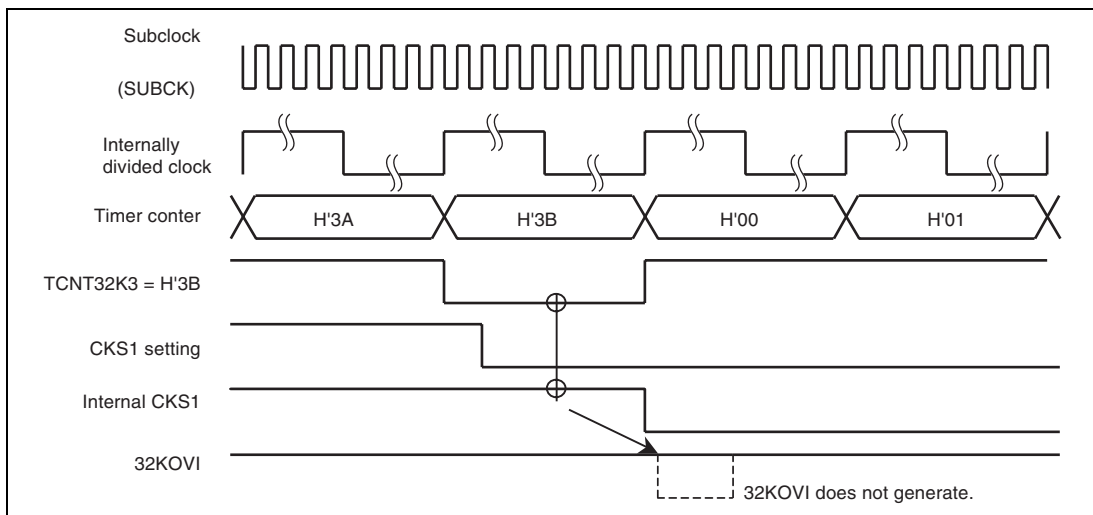 Subclock
(SUBCK)
Internally
divided clock
Timer conter
H'3A
H'3B
H'00
H'01
TCNT32K3 = H'3B
CKS1 setting
Internal CKS1
32KOVI
32KOVI does not generate.